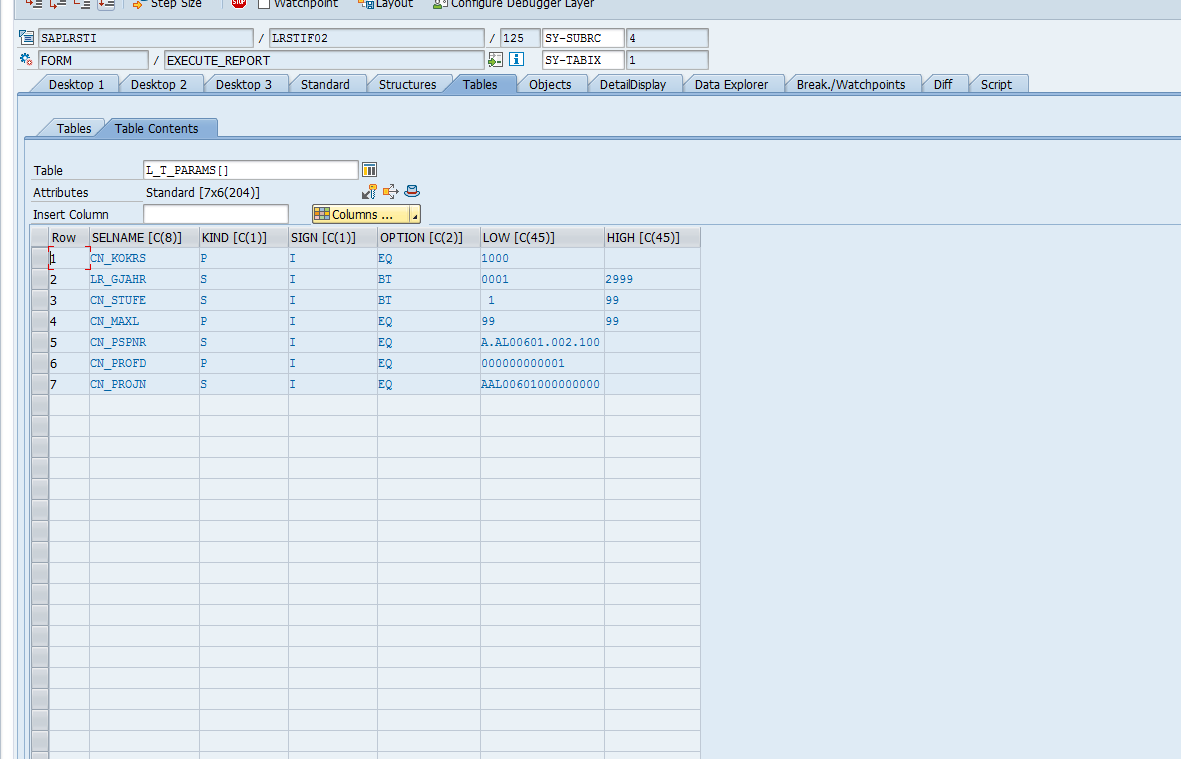 Step Size STOP Watchpoint Layout Configure Debugger Layer
SAPLRSTI / LRSTIF02 / 125 SY-SUBRC 4
FORM / EXECUTE_REPORT SY-TABIX 1
Desktop 1 Desktop 2 Desktop 3 Standard Structures Tables Objects DetailDisplay Data Explorer Break./Watchpoints Diff Script
Tables Table Contents
Table L_T_PARAMS[]
Attributes Standard [7x6(204)]
Insert Column Columns ...
Row SELNAME [C(8)] KIND [C(1)] SIGN [C(1)] OPTION [C(2)] LOW [C(45)] HIGH [C(45)]
1 CN_KOKRS P I EQ 1000
2 LR_GJAHR S I BT 0001 2999
3 CN_STUFE S I BT 1 99
4 CN_MAXL P I EQ 99 99
5 CN_PSPNR S I EQ A.AL00601.002.100
6 CN_PROFD P I EQ 000000000001
7 CN_PROJN S I EQ AAL00601000000000